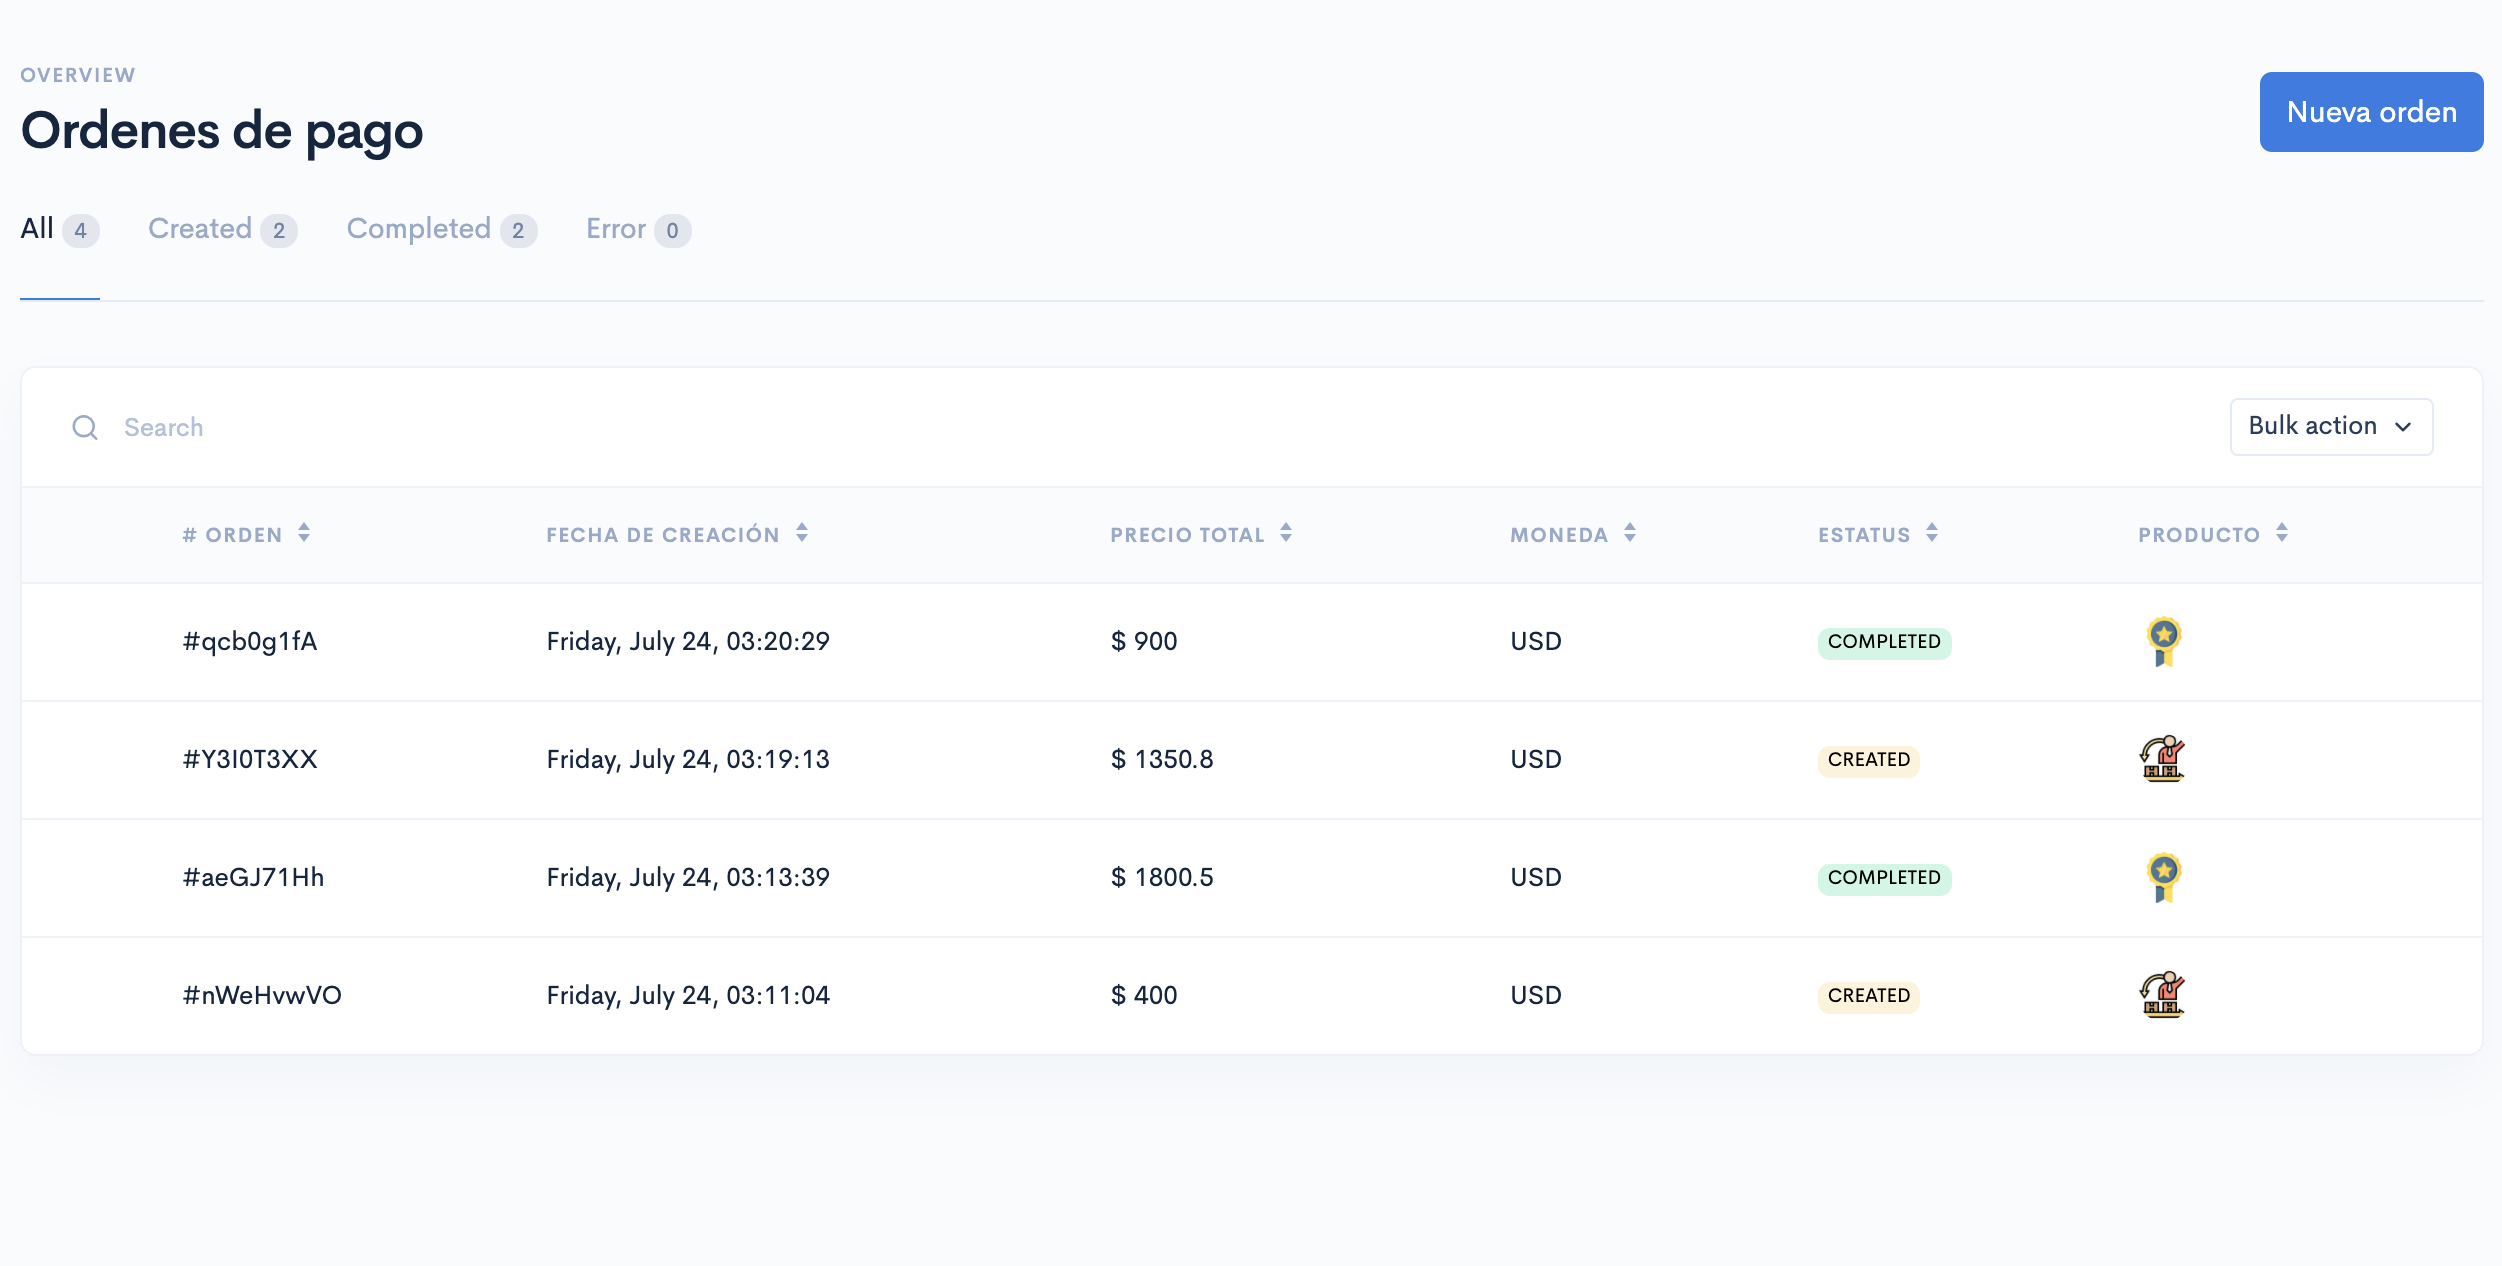 OVERVIEW
Ordenes de pago
Nueva orden
All 4 Created 2 Completed 2 Error 0
Search
Bulk action
# ORDEN FECHA DE CREACIÓN PRECIO TOTAL MONEDA ESTATUS PRODUCTO
#qcb0g1fA Friday, July 24, 03:20:29 $ 900 USD COMPLETED
#Y3I0T3XX Friday, July 24, 03:19:13 $ 1350.8 USD CREATED
#aeGJ71Hh Friday, July 24, 03:13:39 $ 1800.5 USD COMPLETED
#nWeHvwVO Friday, July 24, 03:11:04 $ 400 USD CREATED